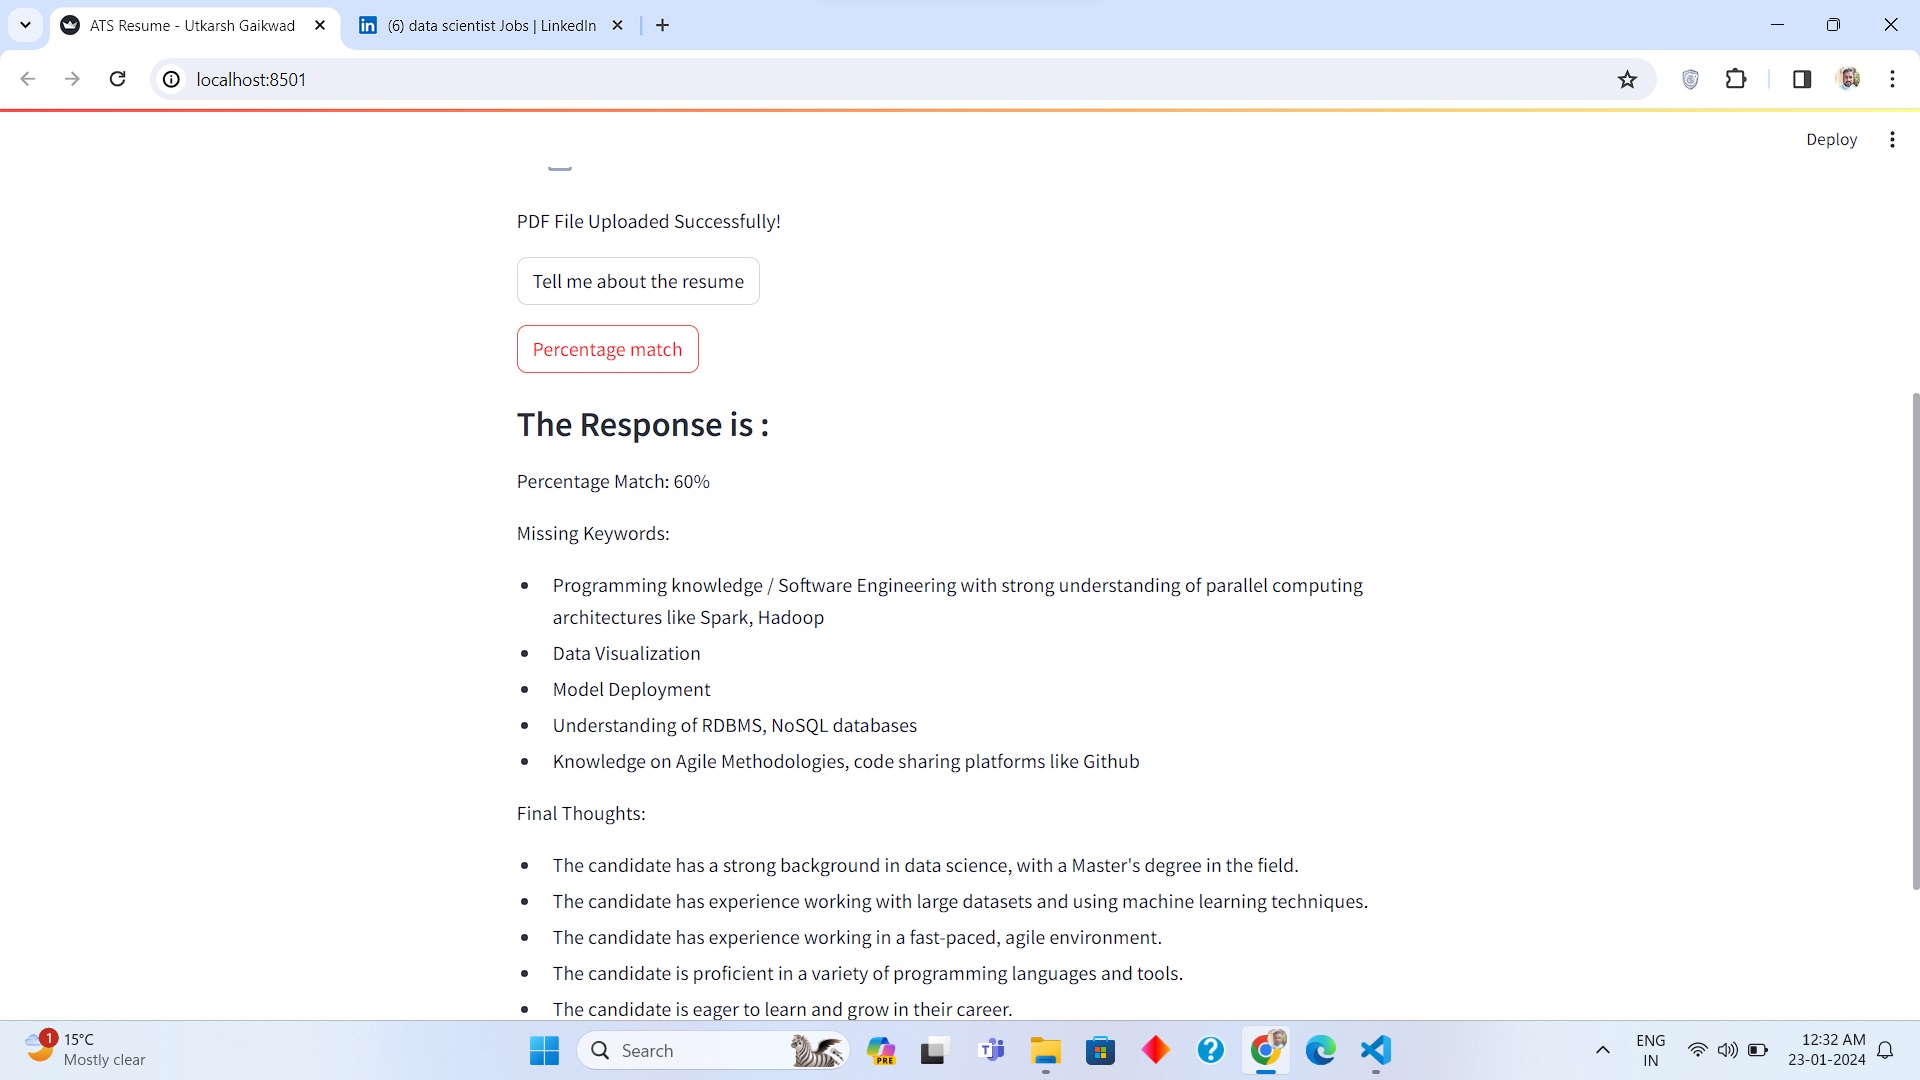 ATS Resume - Utkarsh Gaikwad
(6) data scientist Jobs | LinkedIn
localhost:8501
Deploy
PDF File Uploaded Successfully!
Tell me about the resume
Percentage match
The Response is :
Percentage Match: 60%
Missing Keywords:
Programming knowledge / Software Engineering with strong understanding of parallel computing
architectures like Spark, Hadoop
Data Visualization
Model Deployment
Understanding of RDBMS, NoSQL databases
Knowledge on Agile Methodologies, code sharing platforms like Github
Final Thoughts:
The candidate has a strong background in data science, with a Master's degree in the field.
The candidate has experience working with large datasets and using machine learning techniques.
The candidate has experience working in a fast-paced, agile environment.
The candidate is proficient in a variety of programming languages and tools.
The candidate is eager to learn and grow in their career.
1
15°C
Mostly clear
Search
PRE
ENG
IN
12:32 AM
23-01-2024